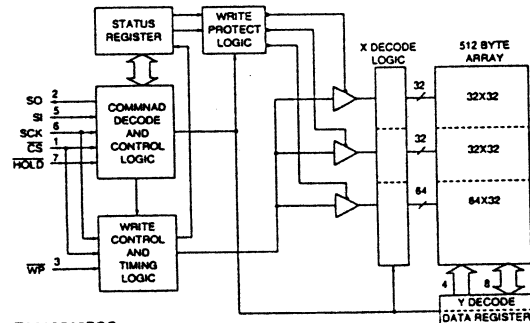 STATUS
REGISTER
WRITE
PROTECT
LOGIC
X DECODE
LOGIC
512 BYTE
ARRAY
SO 2
SI 5
SCK 6
CS 1
HOLD 7
COMMNAD
DECODE
AND
CONTROL
LOGIC
32
32X32
32
32X32
64
64X32
WRITE
CONTROL
AND
TIMING
LOGIC
WP 3
4
8
Y DECODE
DATA REGISTER